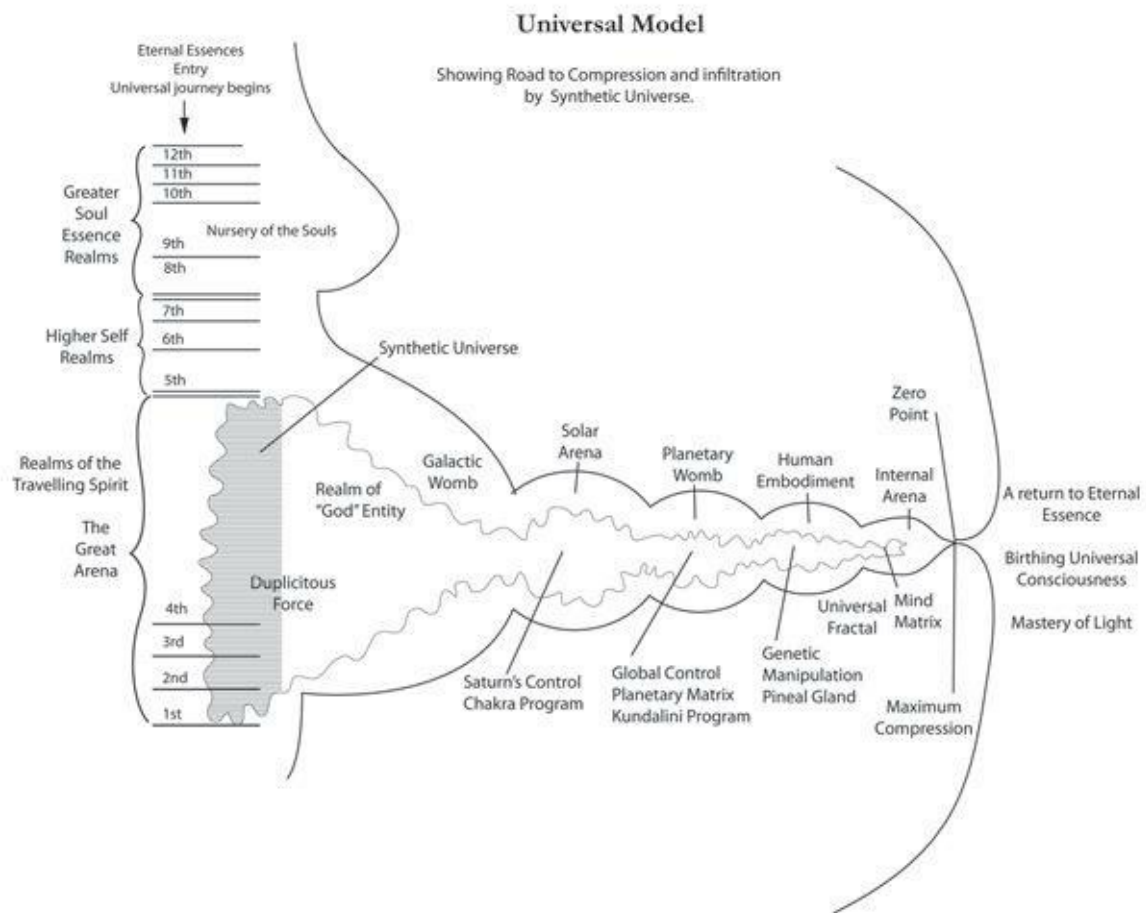 Universal Model
Showing Road to Compression and infiltration
by Synthetic Universe.
Eternal Essences
Entry
Universal journey begins
12th
11th
10th
Greater
Soul
Essence
Realms
Nursery of the Souls
9th
8th
7th
Higher Self
Realms
6th
5th
Synthetic Universe
Zero
Point
Solar
Arena
Galactic
Womb
Planetary
Womb
Human
Embodiment
Internal
Arena
Realms of the
Travelling Spirit
The
Great
Arena
Realm of
"God" Entity
A return to Eternal
Essence
Birthing Universal
Consciousness
Mastery of Light
Duplicitous
Force
4th
3rd
2nd
1st
Universal
Fractal
Mind
Matrix
Saturn's Control
Chakra Program
Global Control
Planetary Matrix
Kundalini Program
Genetic
Manipulation
Pineal Gland
Maximum
Compression